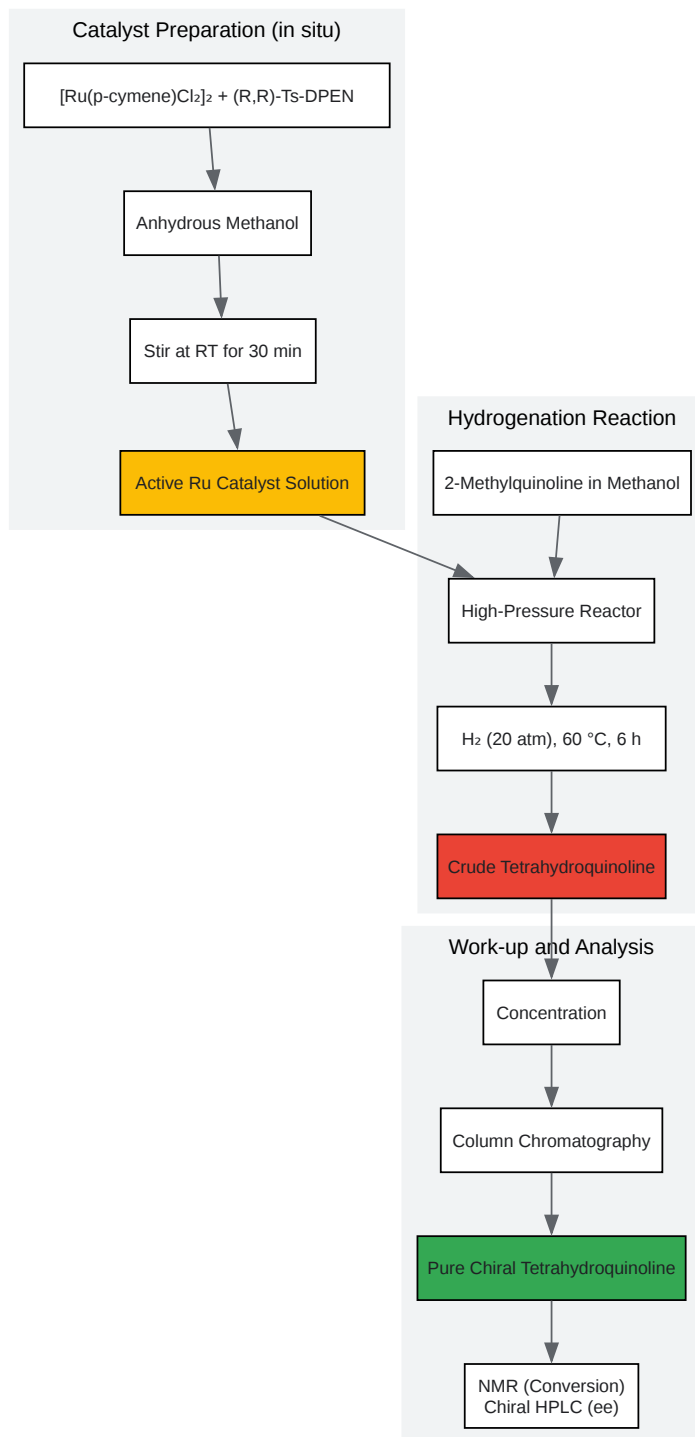 Catalyst Preparation (in situ)
[Ru(p-cymene)Cl₂]₂ + (R,R)-Ts-DPEN
Anhydrous Methanol
Stir at RT for 30 min
Active Ru Catalyst Solution
Hydrogenation Reaction
2-Methylquinoline in Methanol
High-Pressure Reactor
H₂ (20 atm), 60 °C, 6 h
Crude Tetrahydroquinoline
Work-up and Analysis
Concentration
Column Chromatography
Pure Chiral Tetrahydroquinoline
NMR (Conversion)
Chiral HPLC (ee)